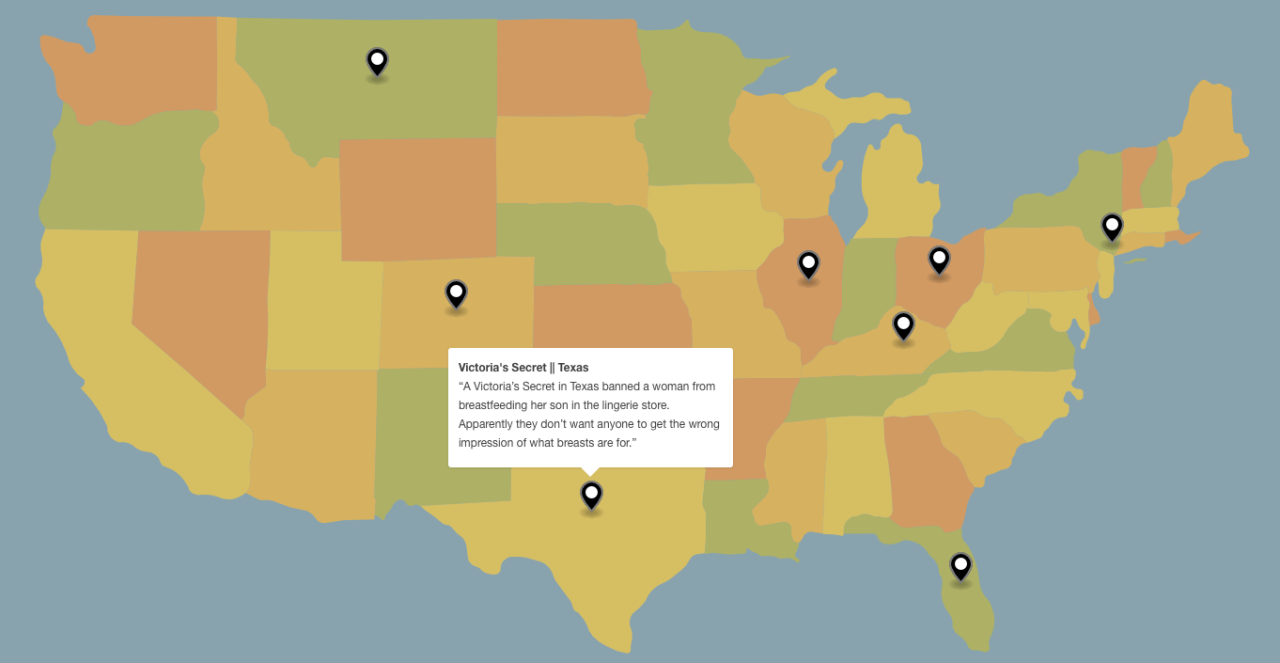 Victoria's Secret || Texas
“A Victoria’s Secret in Texas banned a woman from
breastfeeding her son in the lingerie store.
Apparently they don’t want anyone to get the wrong
impression of what breasts are for.”